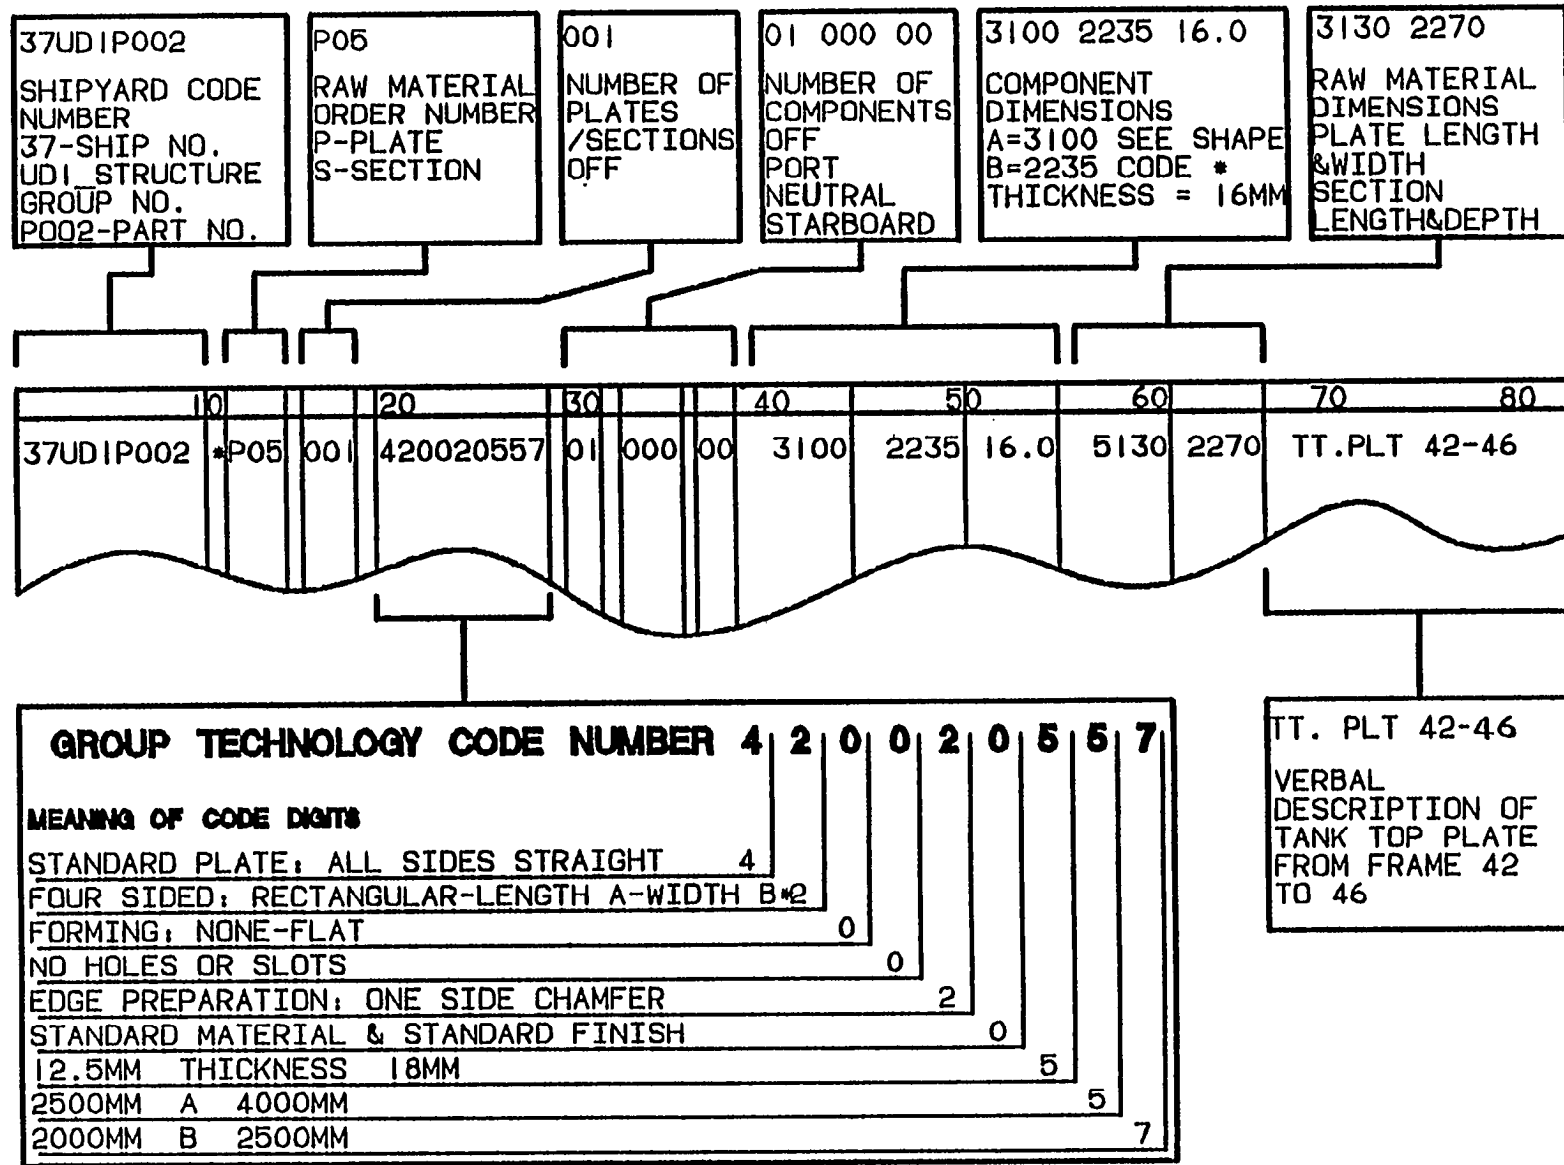 37UD1P002
SHIPYARD CODE
NUMBER
37-SHIP NO.
UD1_STRUCTURE
GROUP NO.
P002-PART NO.
P05
RAW MATERIAL
ORDER NUMBER
P-PLATE
S-SECTION
001
NUMBER OF
PLATES
/SECTIONS
OFF
01 000 00
NUMBER OF
COMPONENTS
OFF
PORT
NEUTRAL
STARBOARD
3100 2235 16.0
COMPONENT
DIMENSIONS
A=3100 SEE SHAPE
B=2235 CODE *
THICKNESS = 16MM
3130 2270
RAW MATERIAL
DIMENSIONS
PLATE LENGTH
&WIDTH
SECTION
LENGTH&DEPTH
10 20 30 40 50 60 70 80
37UD1P002 *P05 001 420020557 01 000 00 3100 2235 16.0 5130 2270 TT.PLT 42-46
GROUP TECHNOLOGY CODE NUMBER 4 2 0 0 2 0 5 5 7
MEANING OF CODE DIGITS
STANDARD PLATE: ALL SIDES STRAIGHT 4
FOUR SIDED: RECTANGULAR-LENGTH A-WIDTH B*2
FORMING: NONE-FLAT 0
NO HOLES OR SLOTS 0
EDGE PREPARATION: ONE SIDE CHAMFER 2
STANDARD MATERIAL & STANDARD FINISH 0
12.5MM THICKNESS 18MM 5
2500MM A 4000MM 5
2000MM B 2500MM 7
TT. PLT 42-46
VERBAL
DESCRIPTION OF
TANK TOP PLATE
FROM FRAME 42
TO 46